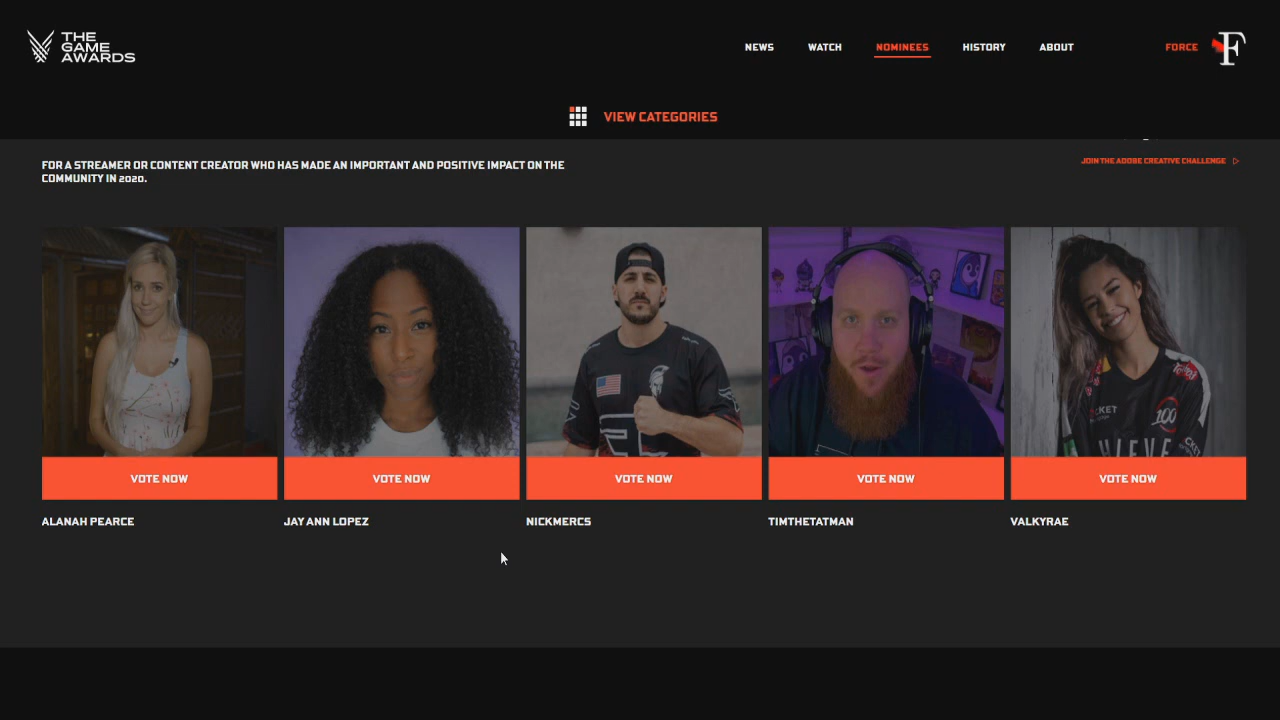 THE
GAME
AWARDS
NEWS
WATCH
NOMINEES
HISTORY
ABOUT
FORCE
F
VIEW CATEGORIES
FOR A STREAMER OR CONTENT CREATOR WHO HAS MADE AN IMPORTANT AND POSITIVE IMPACT ON THE
COMMUNITY IN 2020.
JOIN THE ADOBE CREATIVE CHALLENGE
100
VOTE NOW
VOTE NOW
VOTE NOW
VOTE NOW
VOTE NOW
ALANAH PEARCE
JAY ANN LOPEZ
NICKMERCS
TIMTHETATMAN
VALKYRAE